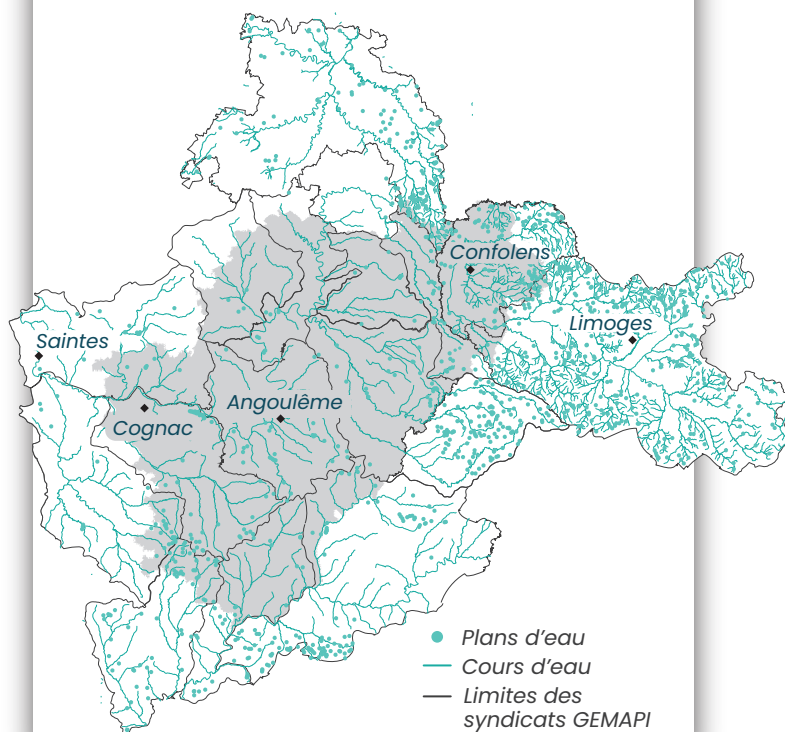 Confolens
Limoges
Saintes
Angoulême
Cognac
Plans d'eau
Cours d'eau
Limites des
syndicats GEMAPI